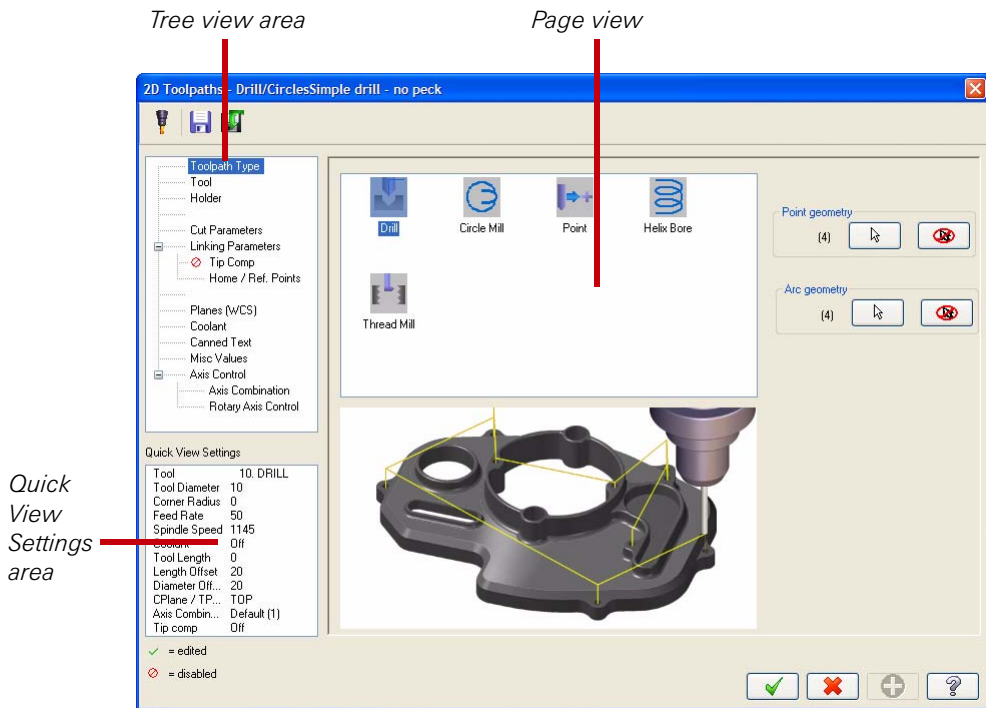 Tree view area
Page view
2D Toolpaths - Drill/CirclesSimple drill - no peck
Toolpath Type
Tool
Holder
Cut Parameters
Linking Parameters
Tip Comp
Home / Ref. Points
Planes (WCS)
Coolant
Canned Text
Misc Values
Axis Control
Axis Combination
Rotary Axis Control
Drill
Circle Mill
Point
Helix Bore
Thread Mill
Point geometry
(4)
Arc geometry
(4)
Quick View Settings
Tool 10. DRILL
Tool Diameter 10
Corner Radius 0
Feed Rate 50
Spindle Speed 1145
Coolant Off
Tool Length 0
Length Offset 20
Diameter Off... 20
CPlane / TP... TOP
Axis Combin... Default (1)
Tip comp Off
Quick
View
Settings
area
= edited
= disabled